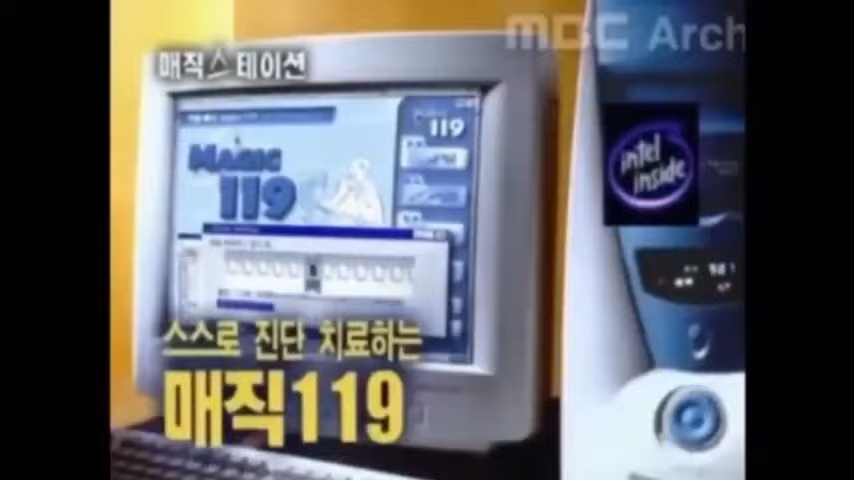 MBC Arch
매직스테이션
119
MAGIC
119
intel
inside
스스로 진단 치료하는
매직119